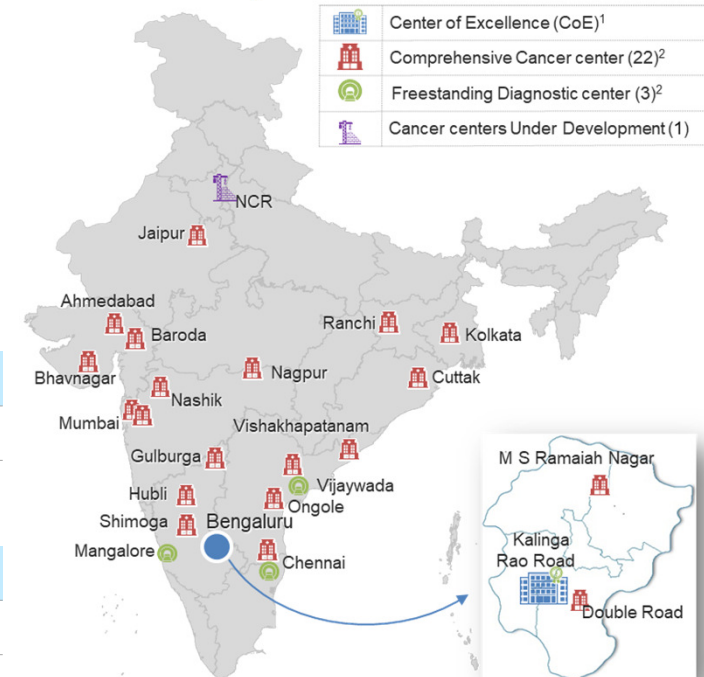 Center of Excellence (CoE)1
Comprehensive Cancer center (22)2
Freestanding Diagnostic center (3)2
Cancer centers Under Development (1)
NCR
Jaipur
Ahmedabad
Baroda
Ranchi
Kolkata
Bhavnagar
Nashik
Nagpur
Cuttak
Mumbai
Vishakhapatanam
Gulburga
Vijaywada
Hubli
Ongole
Shimoga
Bengaluru
Mangalore
Chennai
M S Ramaiah Nagar
Kalinga
Rao Road
Double Road